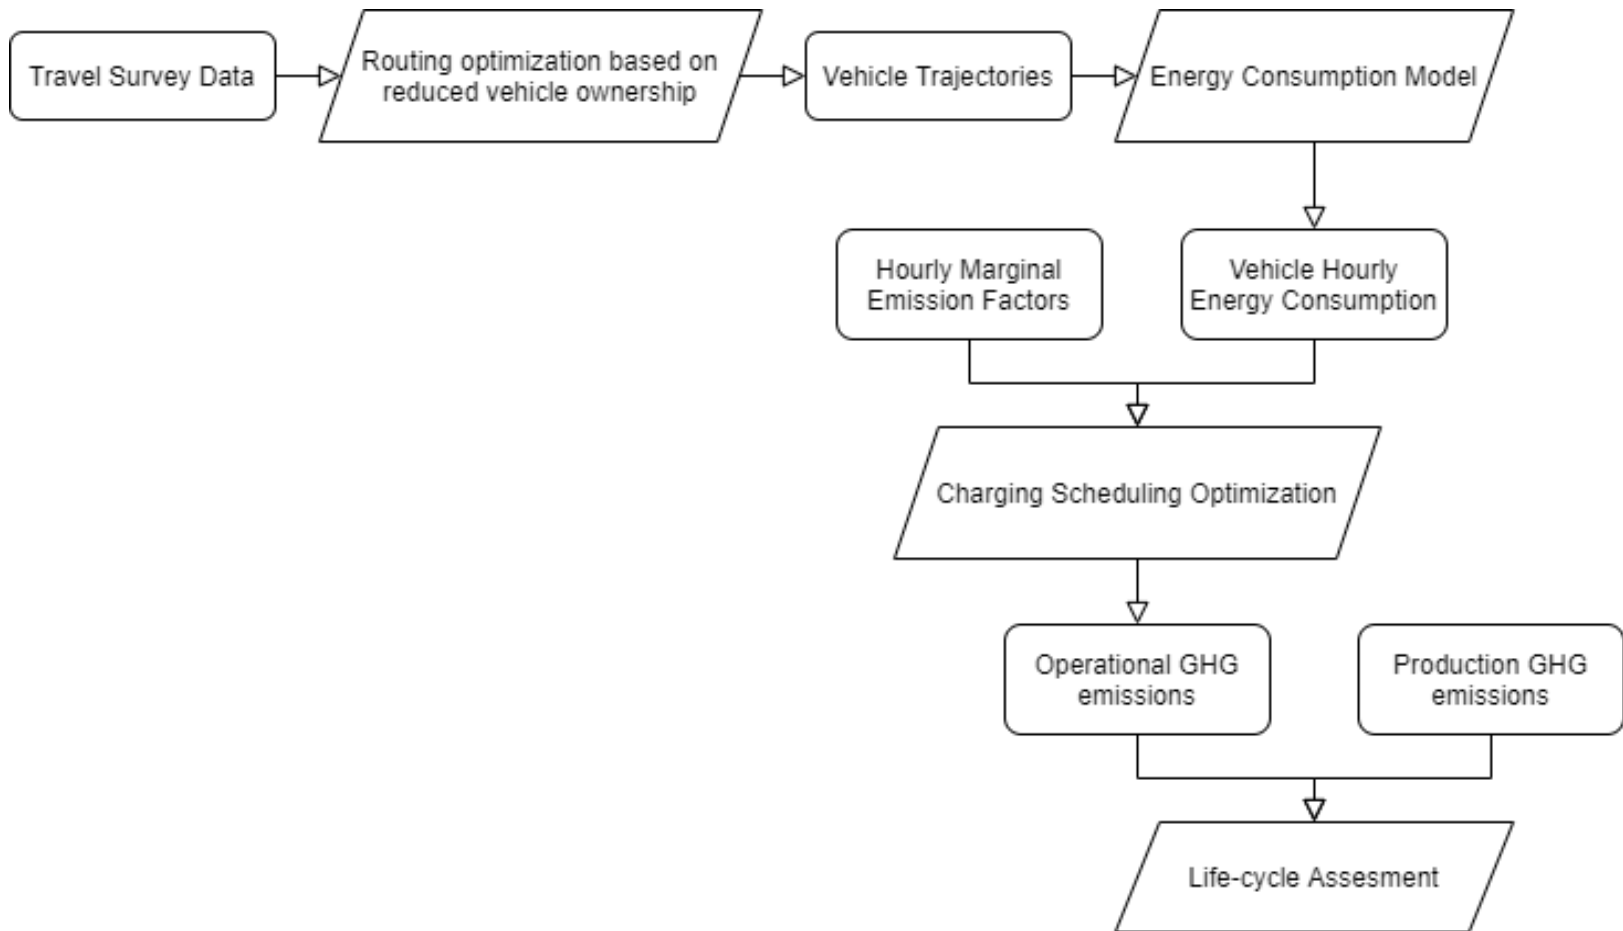 Travel Survey Data
Routing optimization based on
reduced vehicle ownership
Vehicle Trajectories
Energy Consumption Model
Hourly Marginal
Emission Factors
Vehicle Hourly
Energy Consumption
Charging Scheduling Optimization
Operational GHG
emissions
Production GHG
emissions
Life-cycle Assesment